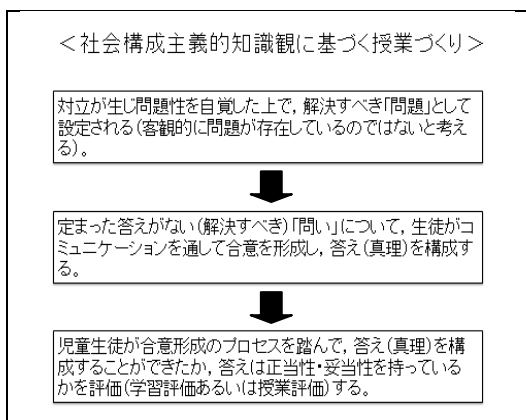 ＜社会構成主義的知識観に基づく授業づくり＞
対立が生じ問題性を自覚した上で，解決すべき「問題」として
設定される（客観的に問題が存在しているのではないと考え
る）。
定まった答えがない（解決すべき）「問い」について，生徒がコ
ミュニケーションを通して合意を形成し，答え（真理）を構成す
る。
児童生徒が合意形成のプロセスを踏んで，答え（真理）を構
成することができたか，答えは正当性・妥当性を持っている
かを評価（学習評価あるいは授業評価）する。